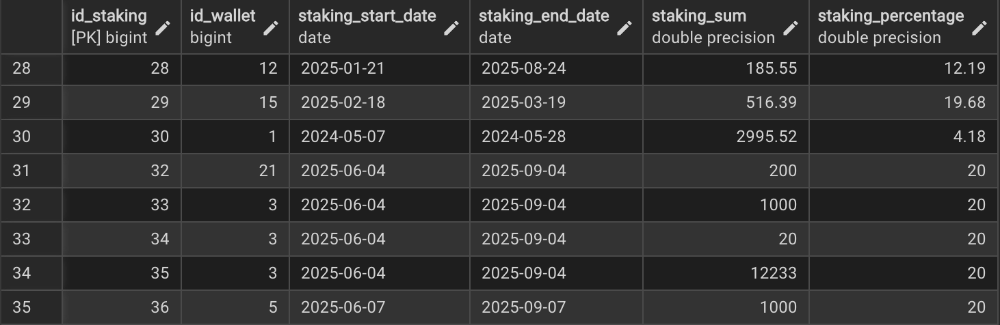 id_staking id_wallet staking_start_date staking_end_date staking_sum staking_percentage
[PK] bigint bigint date date double precision double precision
28 28 12 2025-01-21 2025-08-24 185.55 12.19
29 29 15 2025-02-18 2025-03-19 516.39 19.68
30 30 1 2024-05-07 2024-05-28 2995.52 4.18
31 32 21 2025-06-04 2025-09-04 200 20
32 33 3 2025-06-04 2025-09-04 1000 20
33 34 3 2025-06-04 2025-09-04 20 20
34 35 3 2025-06-04 2025-09-04 12233 20
35 36 5 2025-06-07 2025-09-07 1000 20